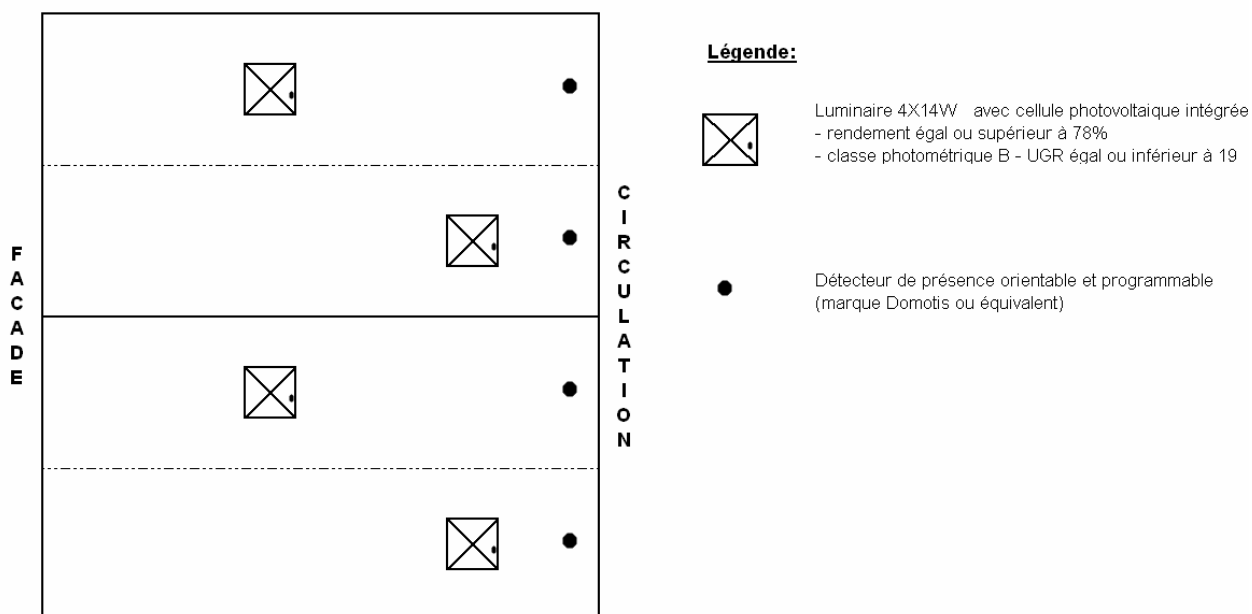 FACADE
CIRCULATION
Légende:
Luminaire 4X14W avec cellule photovoltaique intégrée
- rendement égal ou supérieur à 78%
- classe photométrique B - UGR égal ou inférieur à 19
Détecteur de présence orientable et programmable
(marque Domotis ou équivalent)